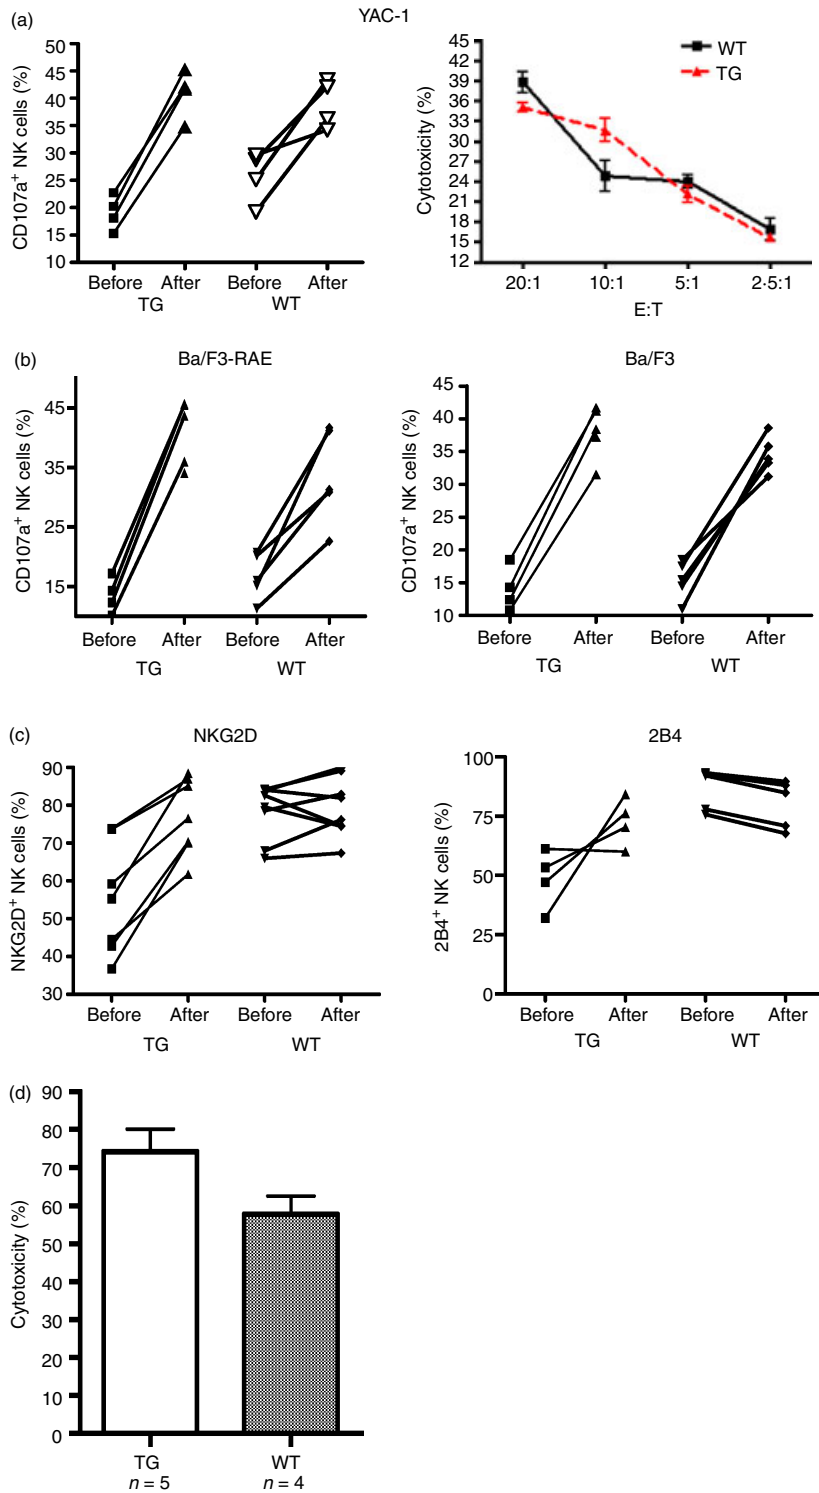 (a)
YAC-1
CD107a+ NK cells (%)
50
45
40
35
30
25
20
15
10
Before After Before After
TG WT
Cytotoxicity (%)
45
42
39
36
33
30
27
24
21
18
15
12
WT
TG
20:1 10:1 5:1 2·5:1
E:T
(b)
Ba/F3-RAE
CD107a+ NK cells (%)
45
35
25
15
Before After Before After
TG WT
Ba/F3
CD107a+ NK cells (%)
45
40
35
30
25
20
15
10
Before After Before After
TG WT
(c)
NKG2D
NKG2D+ NK cells (%)
90
80
70
60
50
40
30
Before After Before After
TG WT
2B4
2B4+ NK cells (%)
100
75
50
25
0
Before After Before After
TG WT
(d)
Cytotoxicity (%)
90
80
70
60
50
40
30
20
10
0
TG WT
n = 5 n = 4